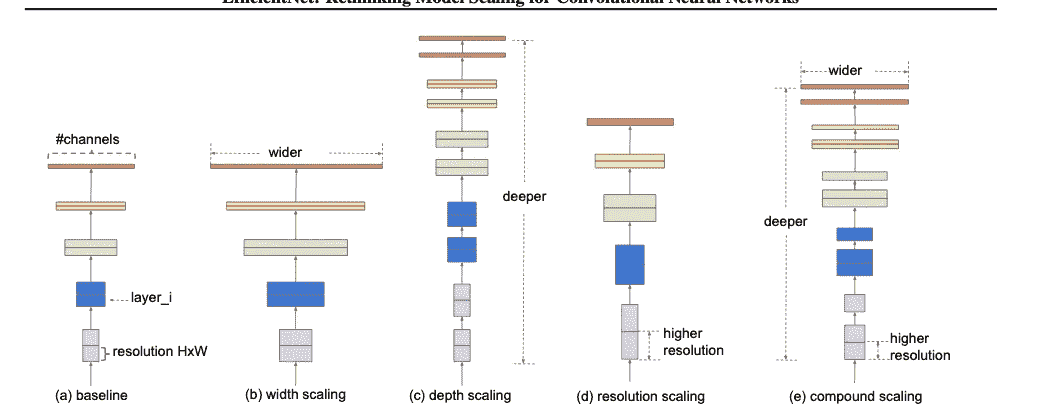 EfficientNet: Rethinking Model Scaling for Convolutional Neural Networks
#channels
layer_i
resolution HxW
(a) baseline
wider
(b) width scaling
deeper
(c) depth scaling
higher
resolution
(d) resolution scaling
wider
deeper
higher
resolution
(e) compound scaling